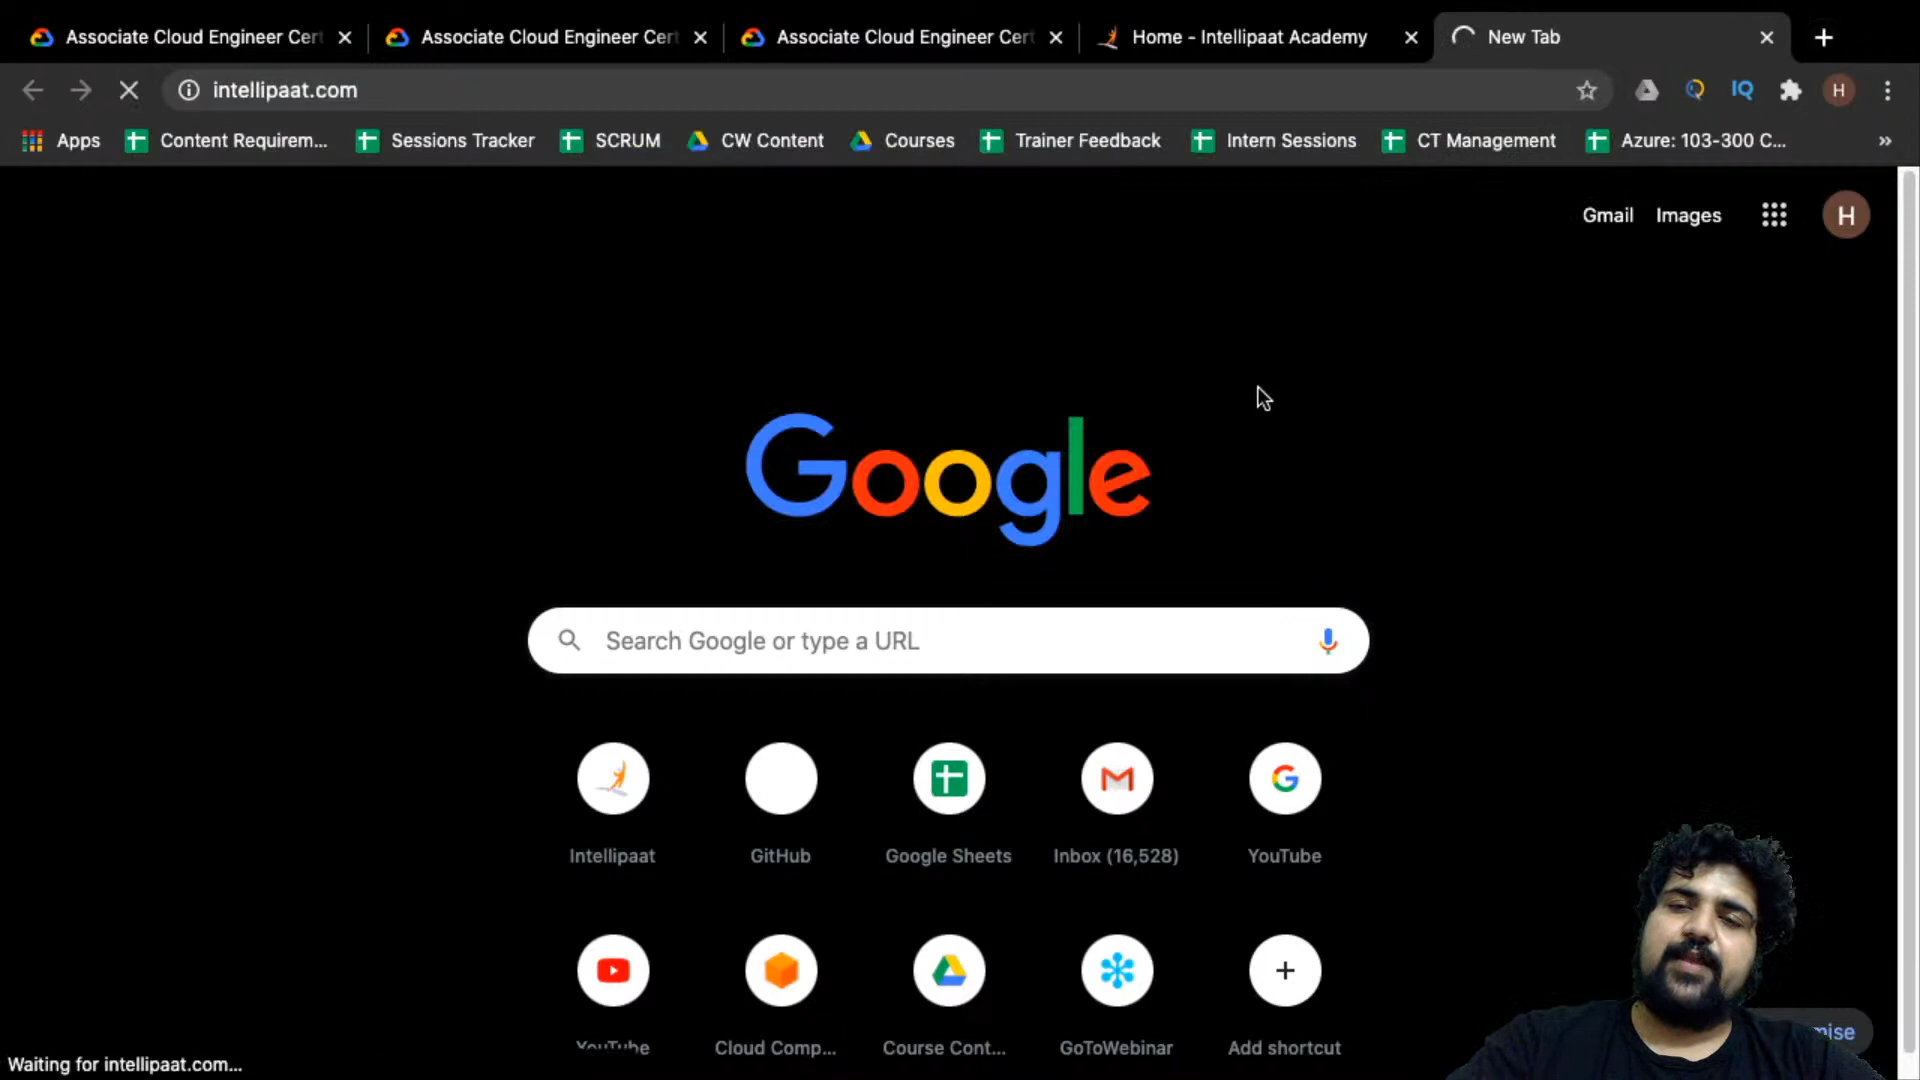 Associate Cloud Engineer Cert
Associate Cloud Engineer Cert
Associate Cloud Engineer Cert
Home - Intellipaat Academy
New Tab
intellipaat.com
IQ
H
Apps
Content Requirem...
Sessions Tracker
SCRUM
CW Content
Courses
Trainer Feedback
Intern Sessions
CT Management
Azure: 103-300 C...
»
Gmail
Images
H
Google
Search Google or type a URL
Intellipaat
GitHub
Google Sheets
Inbox (16,528)
YouTube
YouTube
Cloud Comp...
Course Cont...
GoToWebinar
Add shortcut
Waiting for intellipaat.com...